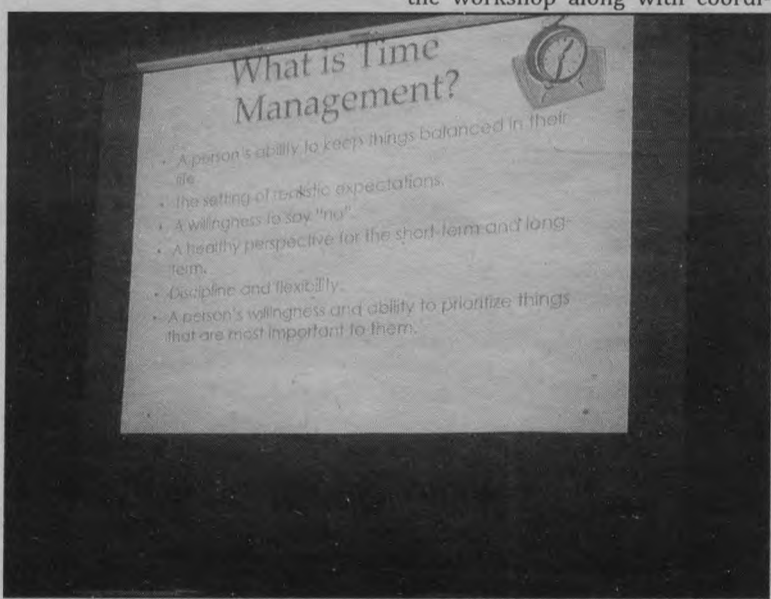 the workshop along with coordi-
What is Time
Management?
• A person's ability to keep things balanced in their
life
• The setting of realistic expectations.
• A willingness to say "no".
• A healthy perspective for the short-term and long-
term.
• Discipline and flexibility.
• A person's willingness and ability to prioritize things
that are most important to them.